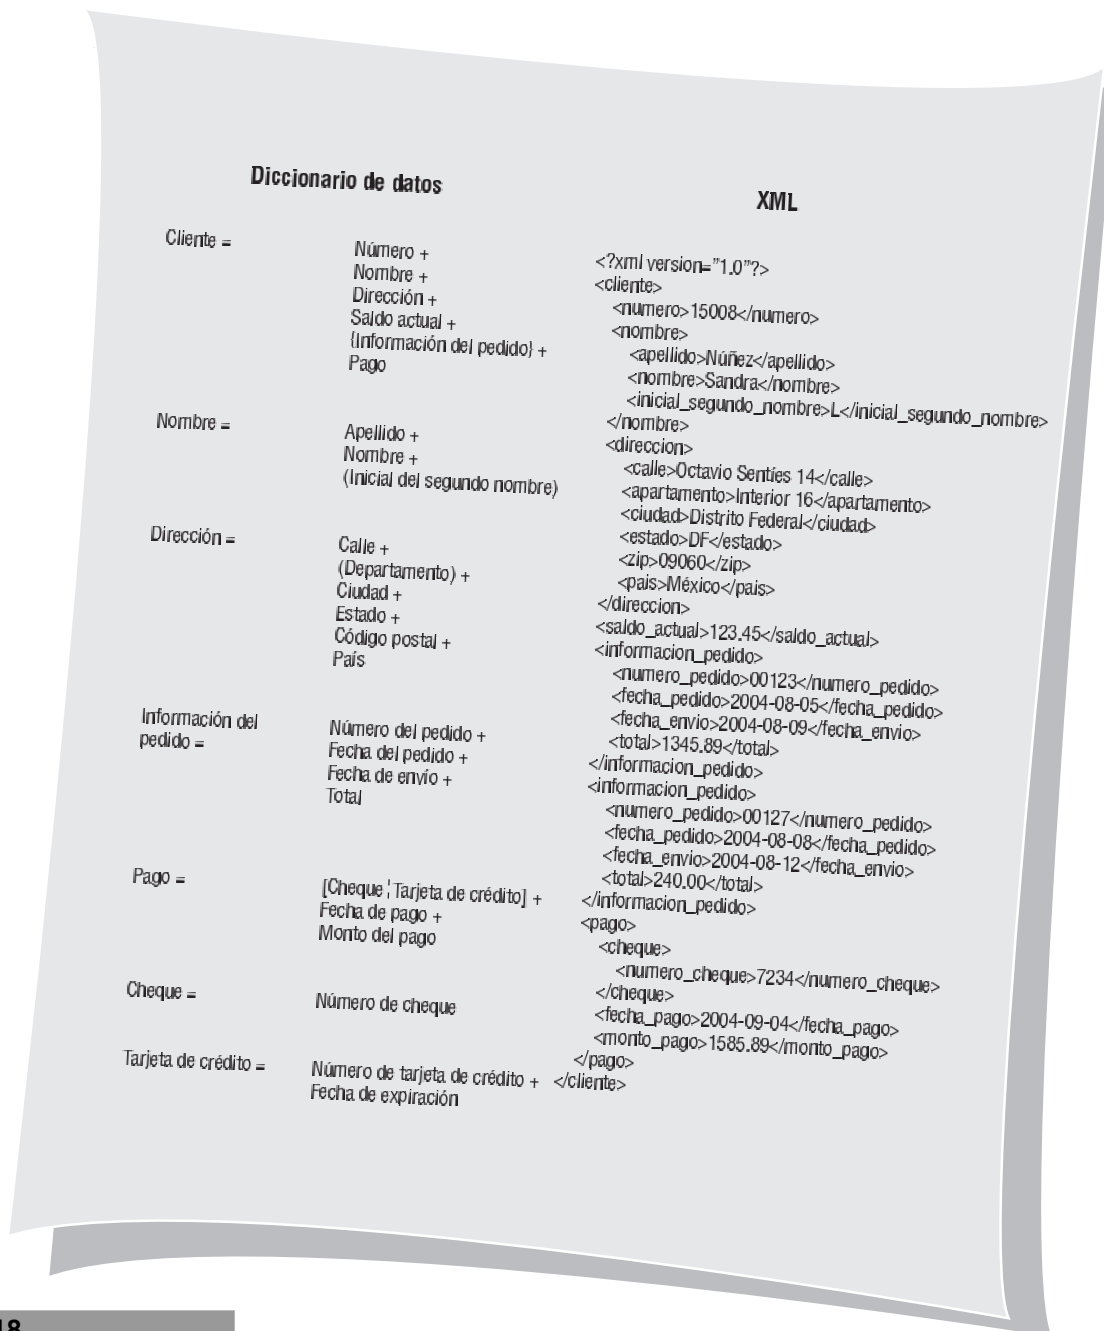 Diccionario de datos
Cliente =
Número +
Nombre +
Dirección +
Saldo actual +
{Información del pedido} +
Pago
Nombre =
Apellido +
Nombre +
(Inicial del segundo nombre)
Dirección =
Calle +
(Departamento) +
Ciudad +
Estado +
Código postal +
País
Información del
pedido =
Número del pedido +
Fecha del pedido +
Fecha de envío +
Total
Pago =
[Cheque ¦ Tarjeta de crédito] +
Fecha de pago +
Monto del pago
Cheque =
Número de cheque
Tarjeta de crédito =
Número de tarjeta de crédito +
Fecha de expiración
XML
<?xml version="1.0"?>
<cliente>
<numero>15008</numero>
<nombre>
<apellido>Núñez</apellido>
<nombre>Sandra</nombre>
<inicial_segundo_nombre>L</inicial_segundo_nombre>
</nombre>
<direccion>
<calle>Octavio Sentíes 14</calle>
<apartamento>Interior 16</apartamento>
<ciudad>Distrito Federal</ciudad>
<estado>DF</estado>
<zip>09060</zip>
<pais>México</pais>
</direccion>
<saldo_actual>123.45</saldo_actual>
<informacion_pedido>
<numero_pedido>00123</numero_pedido>
<fecha_pedido>2004-08-05</fecha_pedido>
<fecha_envio>2004-08-09</fecha_envio>
<total>1345.89</total>
</informacion_pedido>
<informacion_pedido>
<numero_pedido>00127</numero_pedido>
<fecha_pedido>2004-08-08</fecha_pedido>
<fecha_envio>2004-08-12</fecha_envio>
<total>240.00</total>
</informacion_pedido>
<pago>
<cheque>
<numero_cheque>7234</numero_cheque>
</cheque>
<fecha_pago>2004-09-04</fecha_pago>
<monto_pago>1585.89</monto_pago>
</pago>
</cliente>